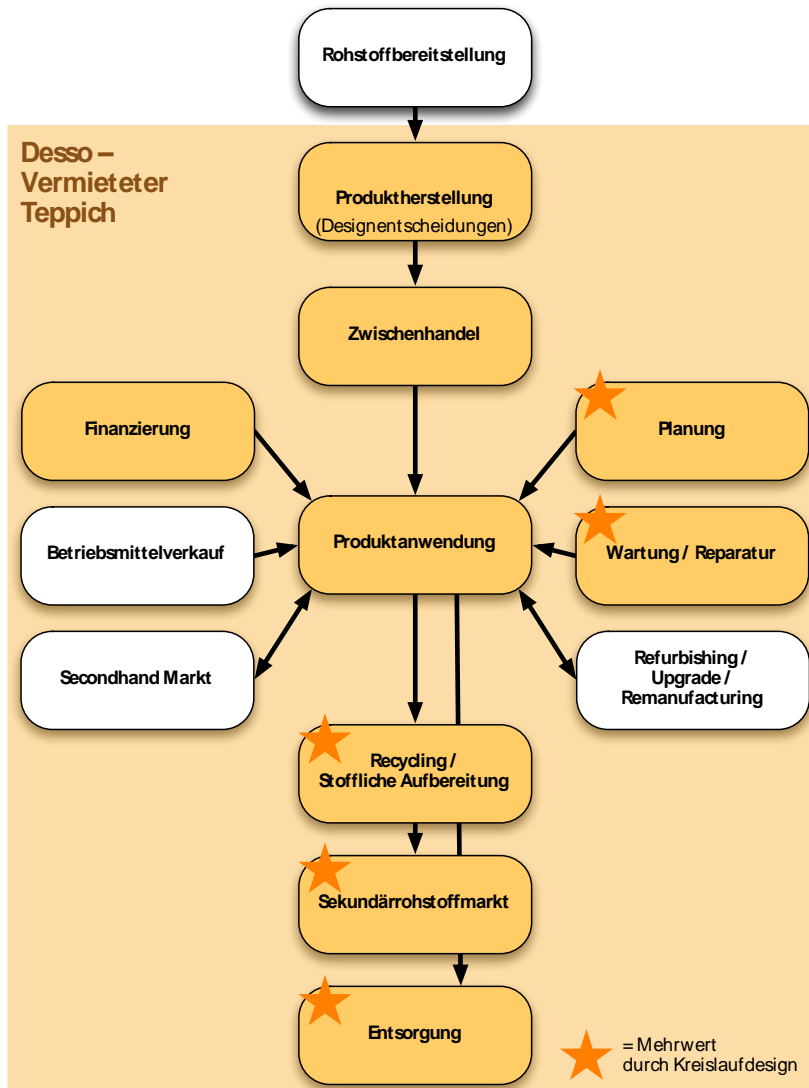 Rohstoffbereitstellung
Desso –
Vermieteter
Teppich
Produktherstellung
(Designentscheidungen)
Zwischenhandel
Finanzierung
Planung
Betriebsmittelverkauf
Produktanwendung
Wartung / Reparatur
Secondhand Markt
Refurbishing /
Upgrade /
Remanufacturing
Recycling /
Stoffliche Aufbereitung
Sekundärrohstoffmarkt
Entsorgung
= Mehrwert
durch Kreislaufdesign